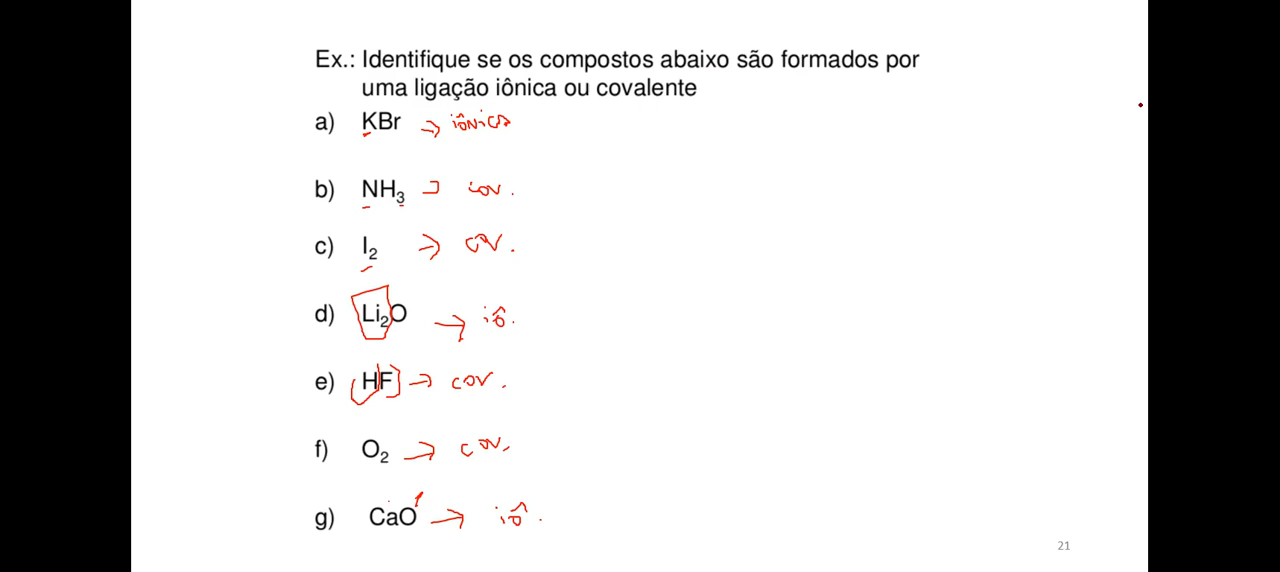 Ex.: Identifique se os compostos abaixo são formados por
uma ligação iônica ou covalente
a) KBr → iônica
b) NH₃ → cov.
c) I₂ → cov.
d) Li₂O → iô.
e) HF → cov.
f) O₂ → cov.
g) CaO → iô.
21